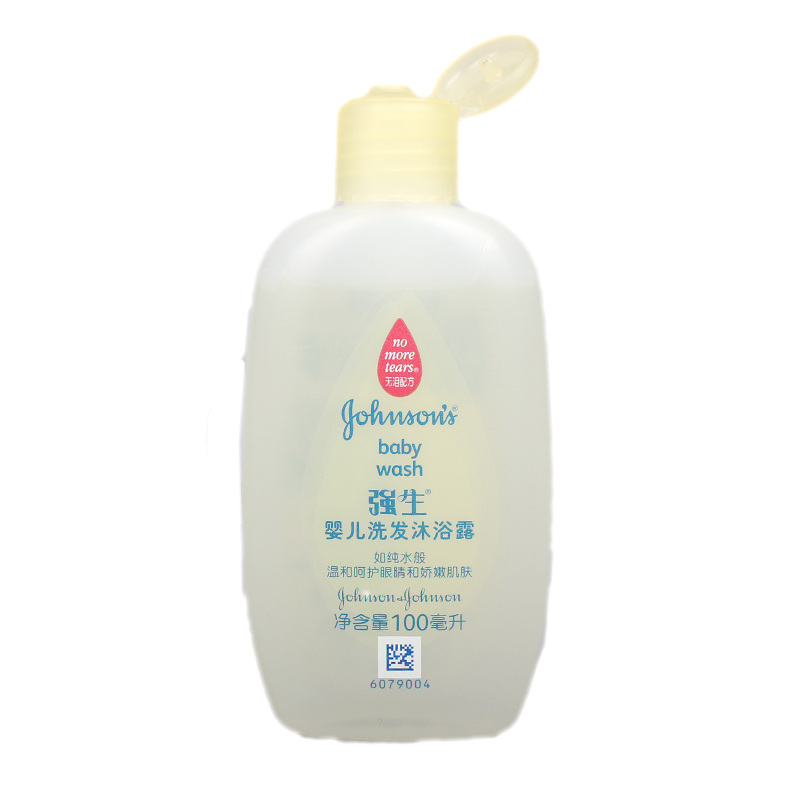 no
more
tears®
无泪配方
Johnson's®
baby
wash
强生®
婴儿洗发沐浴露
如纯水般
温和呵护眼睛和娇嫩肌肤
Johnson & Johnson
净含量100毫升
6079004